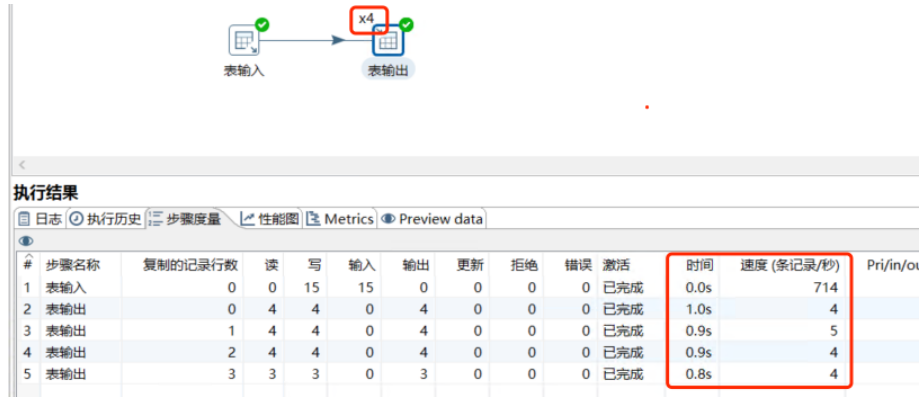 x4
表输入 表输出
执行结果
日志 执行历史 步骤度量 性能图 Metrics Preview data
# 步骤名称 复制的记录行数 读 写 输入 输出 更新 拒绝 错误 激活 时间 速度 (条记录/秒) Pri/in/ou
1 表输入 0 0 15 15 0 0 0 0 已完成 0.0s 714
2 表输出 0 4 4 0 4 0 0 0 已完成 1.0s 4
3 表输出 1 4 4 0 4 0 0 0 已完成 0.9s 5
4 表输出 2 4 4 0 4 0 0 0 已完成 0.9s 4
5 表输出 3 3 3 0 3 0 0 0 已完成 0.8s 4